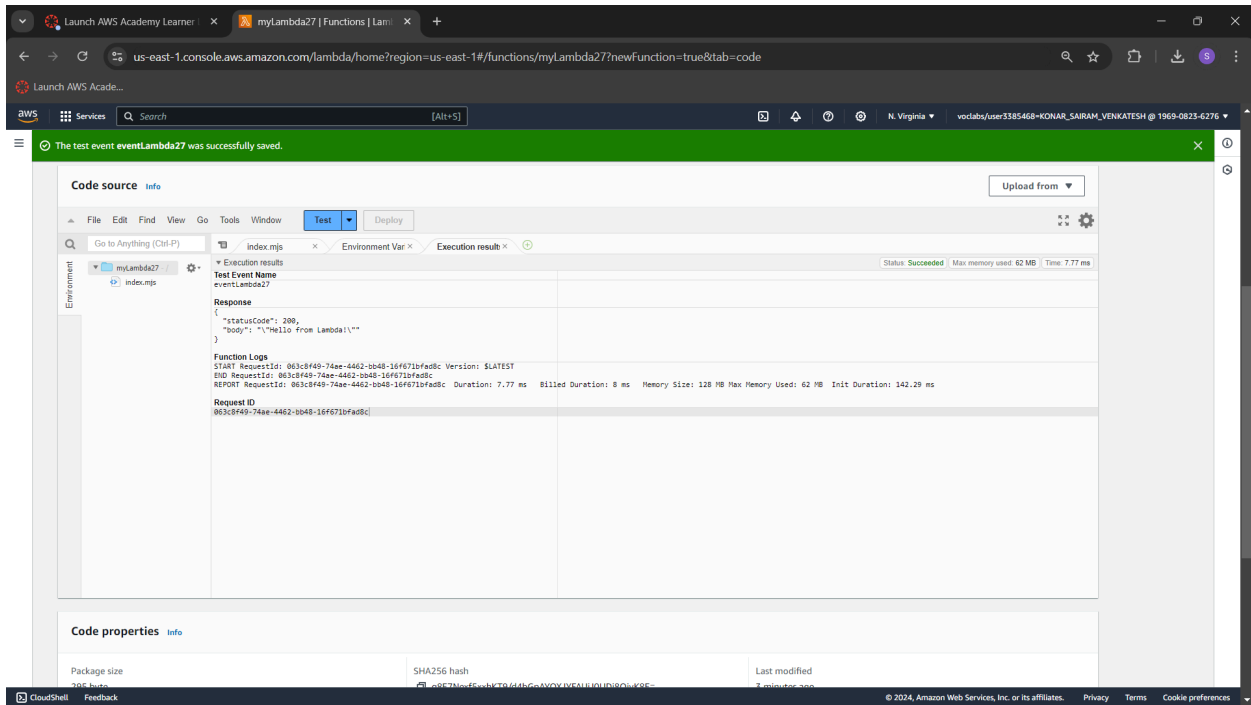 Launch AWS Academy Learner L
myLambda27 | Functions | Lam
us-east-1.console.aws.amazon.com/lambda/home?region=us-east-1#/functions/myLambda27?newFunction=true&tab=code
S
Launch AWS Acade...
aws
Services
Search
[Alt+S]
N. Virginia
voclabs/user3385468=KONAR_SAIRAM_VENKATESH @ 1969-0823-6276
The test event eventLambda27 was successfully saved.
Code source Info
Upload from
File Edit Find View Go Tools Window Test Deploy
Go to Anything (Ctrl-P)
index.mjs
Environment Var
Execution result
Environment
myLambda27 - /
index.mjs
Execution results
Status: Succeeded Max memory used: 62 MB Time: 7.77 ms
Test Event Name
eventLambda27
Response
{
"statusCode": 200,
"body": "\"Hello from Lambda!\""
}
Function Logs
START RequestId: 063c8f49-74ae-4462-bb48-16f671bfad8c Version: $LATEST
END RequestId: 063c8f49-74ae-4462-bb48-16f671bfad8c
REPORT RequestId: 063c8f49-74ae-4462-bb48-16f671bfad8c Duration: 7.77 ms Billed Duration: 8 ms Memory Size: 128 MB Max Memory Used: 62 MB Init Duration: 142.29 ms
Request ID
063c8f49-74ae-4462-bb48-16f671bfad8c
Code properties Info
Package size
SHA256 hash
Last modified
295 byte
3 minutes ago
CloudShell Feedback
© 2024, Amazon Web Services, Inc. or its affiliates. Privacy Terms Cookie preferences